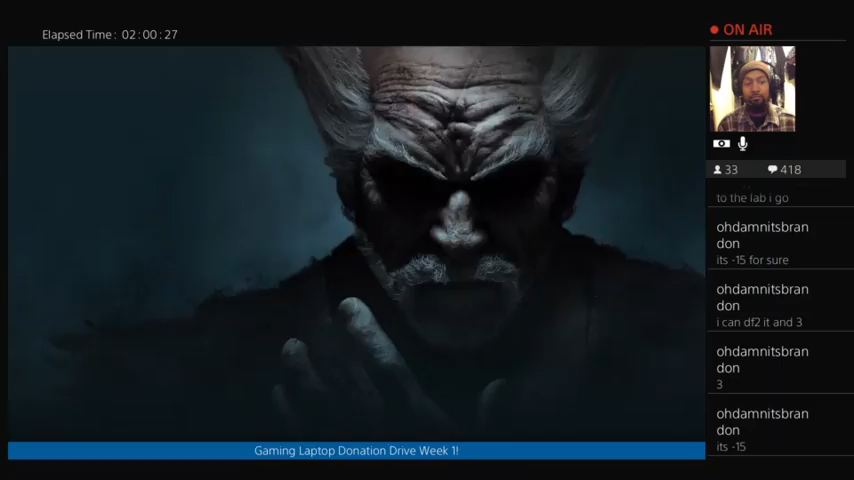 Elapsed Time: 02:00:27
ON AIR
33 418
to the lab i go
ohdamnitsbran
don
its -15 for sure
ohdamnitsbran
don
i can df2 it and 3
ohdamnitsbran
don
3
ohdamnitsbran
don
its -15
Gaming Laptop Donation Drive Week 1!